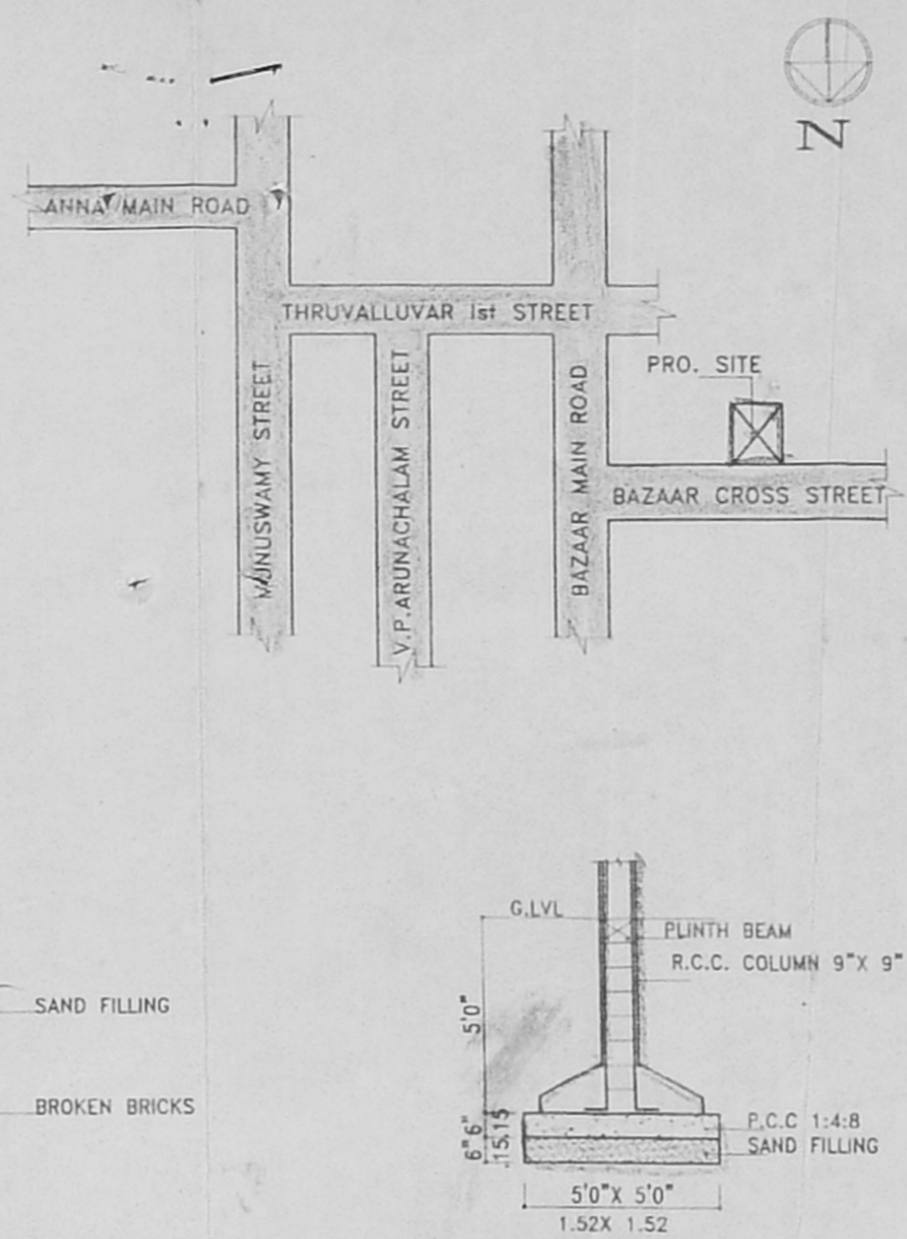 N
ANNA MAIN ROAD
THRUVALLUVAR Ist STREET
MUNUSWAMY STREET
V.P.ARUNACHALAM STREET
BAZAAR MAIN ROAD
PRO. SITE
BAZAAR CROSS STREET
G.LVL
PLINTH BEAM
R.C.C. COLUMN 9"X 9"
SAND FILLING
5'0"
BROKEN BRICKS
6" 6"
.15 .15
P.C.C 1:4:8
SAND FILLING
5'0"X 5'0"
1.52X 1.52